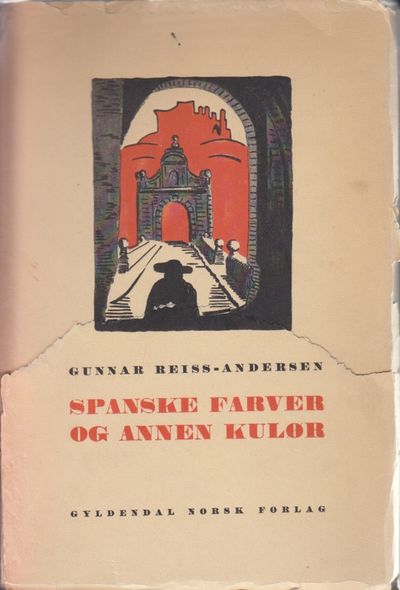 GUNNAR REISS-ANDERSEN
SPANSKE FARVER
OG ANNEN KULØR
GYLDENDAL NORSK FORLAG